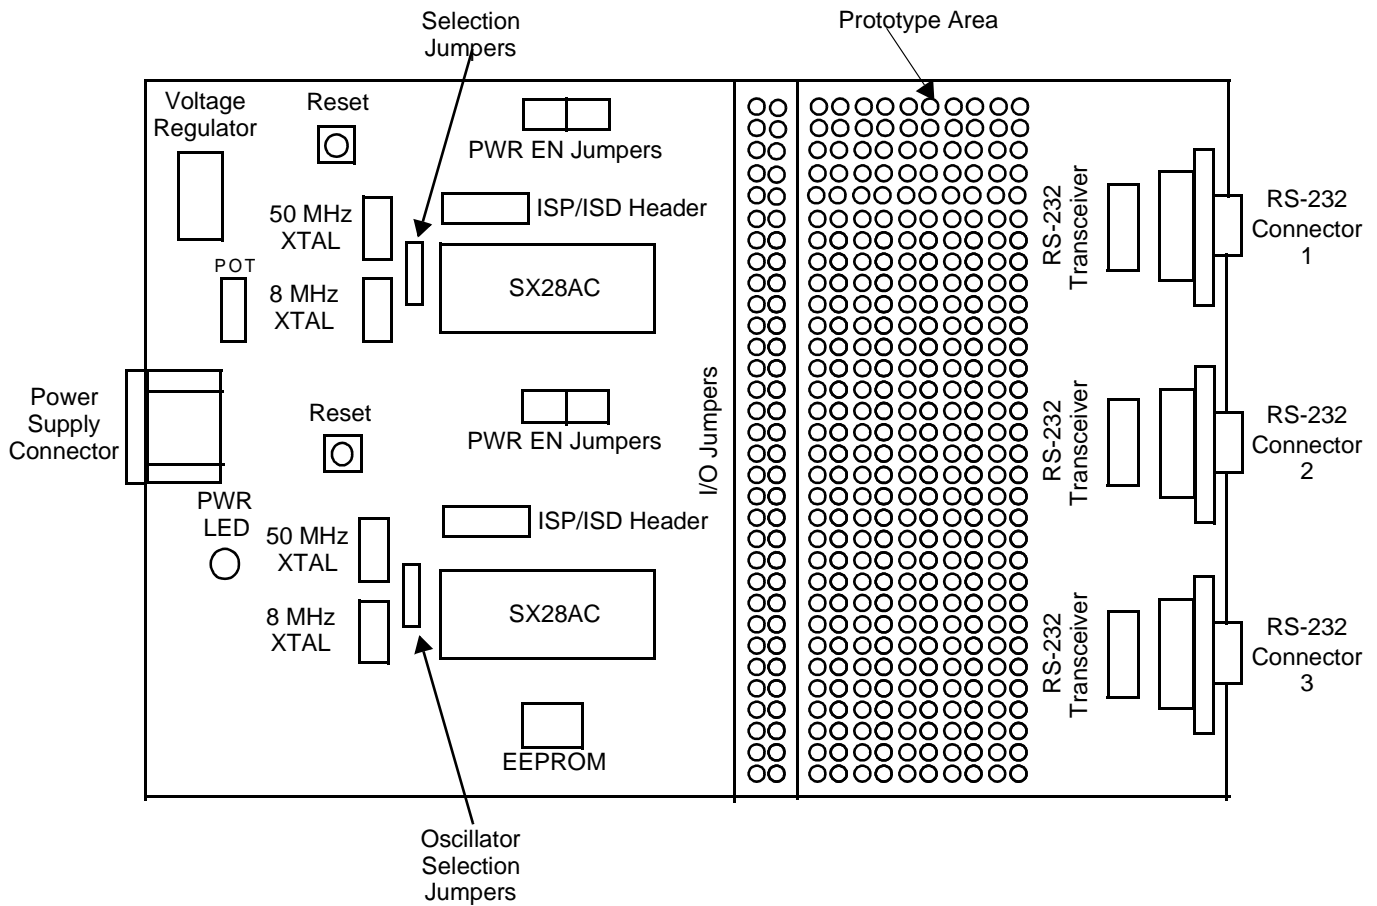 Selection
Jumpers
Prototype Area
Voltage
Regulator
Reset
PWR EN Jumpers
ISP/ISD Header
50 MHz
XTAL
POT
8 MHz
XTAL
SX28AC
RS-232
Transceiver
RS-232
Connector
1
Power
Supply
Connector
Reset
PWR EN Jumpers
I/O Jumpers
RS-232
Transceiver
RS-232
Connector
2
PWR
LED
ISP/ISD Header
50 MHz
XTAL
8 MHz
XTAL
SX28AC
RS-232
Transceiver
RS-232
Connector
3
EEPROM
Oscillator
Selection
Jumpers